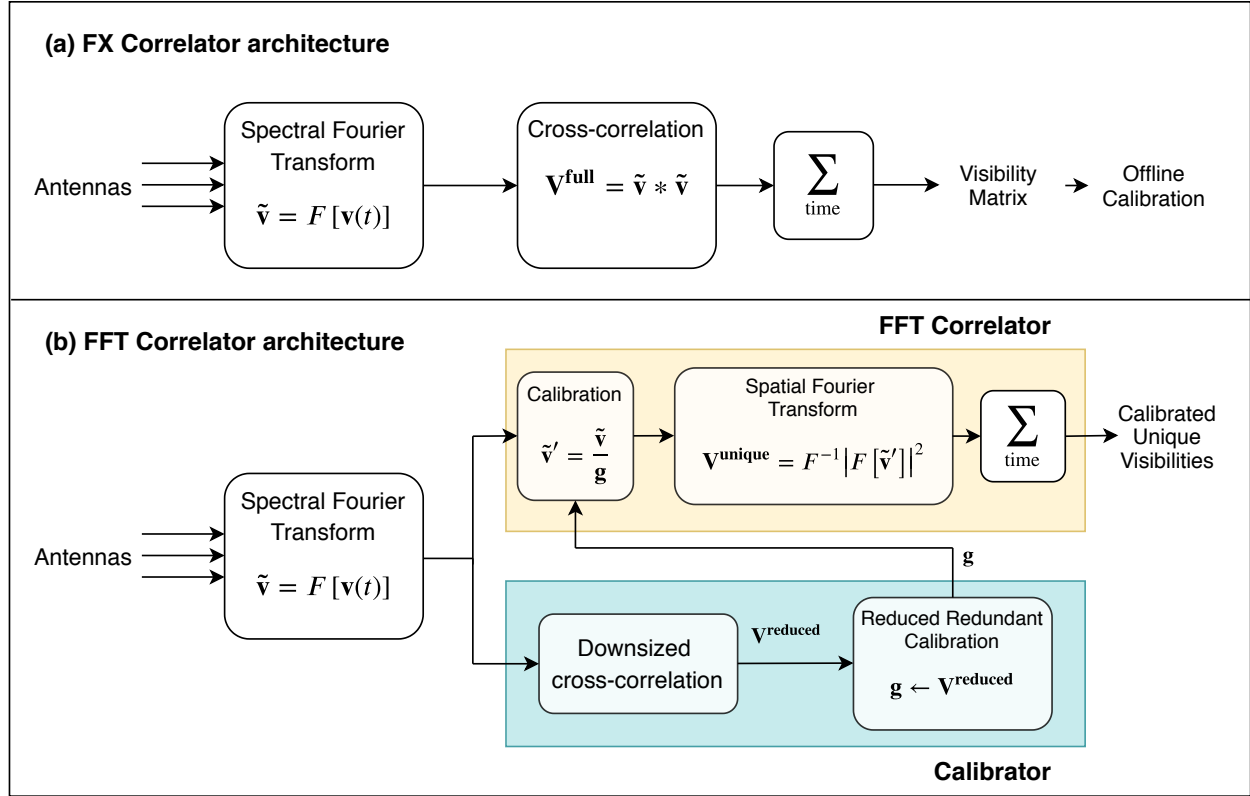 (a) FX Correlator architecture
Antennas
Spectral Fourier
Transform
ṽ = F [v(t)]
Cross-correlation
V^full = ṽ * ṽ
∑
time
Visibility
Matrix
Offline
Calibration
(b) FFT Correlator architecture
FFT Correlator
Antennas
Spectral Fourier
Transform
ṽ = F [v(t)]
Calibration
ṽ′ = ṽ / g
Spatial Fourier
Transform
V^unique = F⁻¹|F [ṽ′]|²
∑
time
Calibrated
Unique
Visibilities
g
Downsized
cross-correlation
V^reduced
Reduced Redundant
Calibration
g ← V^reduced
Calibrator